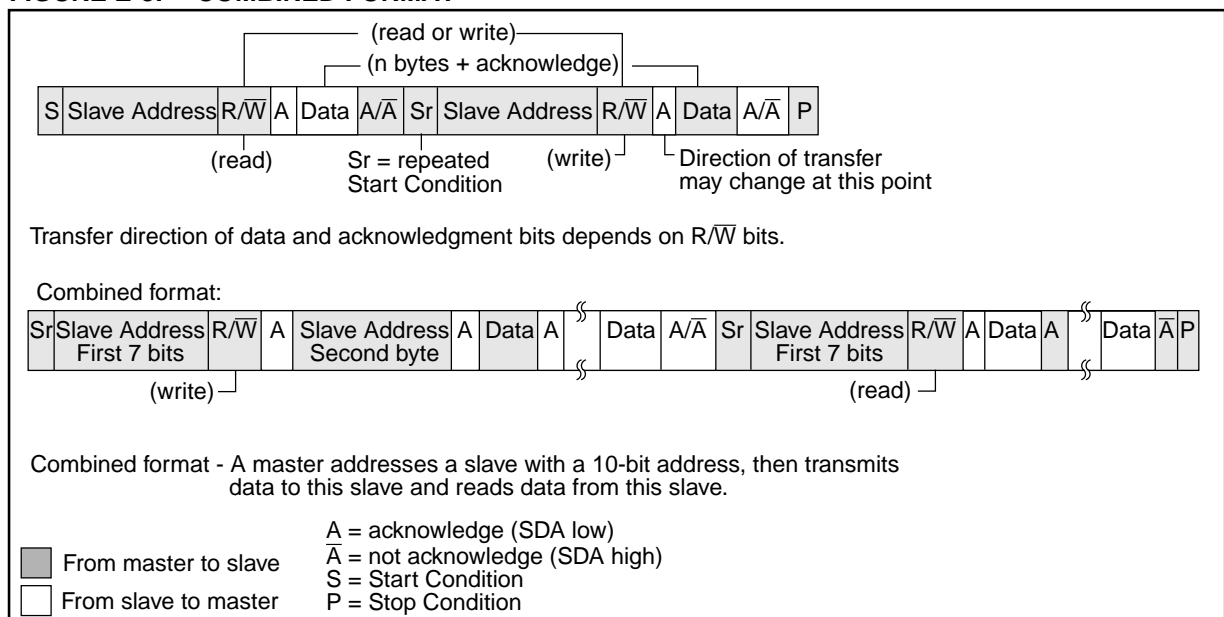 (read or write)
(n bytes + acknowledge)
S Slave Address R/W̅ A Data A/A̅ Sr Slave Address R/W̅ A Data A/A̅ P
(read) Sr = repeated Start Condition (write) Direction of transfer may change at this point
Transfer direction of data and acknowledgment bits depends on R/W̅ bits.
Combined format:
Sr Slave Address First 7 bits R/W̅ A Slave Address Second byte A Data A Data A/A̅ Sr Slave Address First 7 bits R/W̅ A Data A Data A̅ P
(write) (read)
Combined format - A master addresses a slave with a 10-bit address, then transmits
data to this slave and reads data from this slave.
A = acknowledge (SDA low)
A̅ = not acknowledge (SDA high)
S = Start Condition
P = Stop Condition
From master to slave
From slave to master